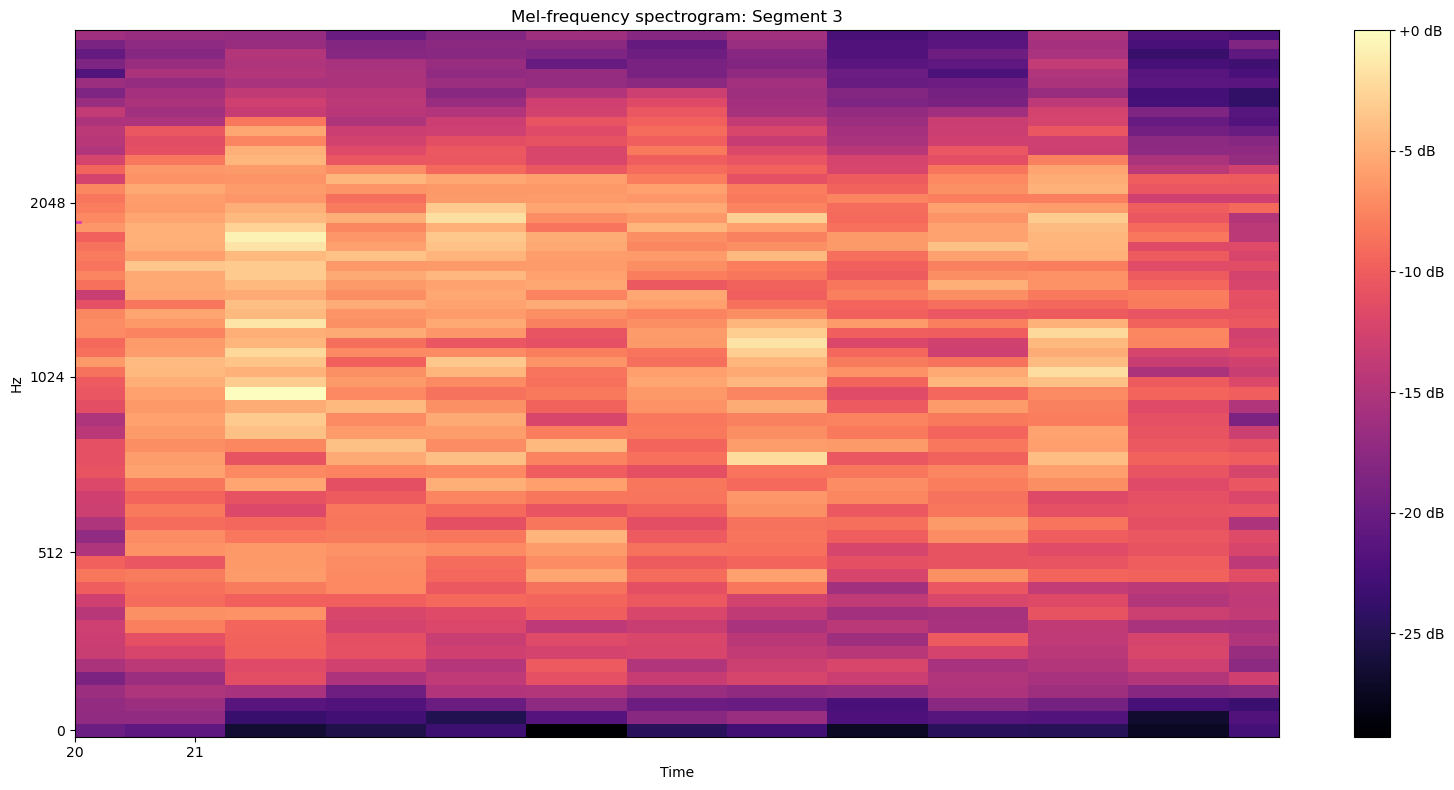 Mel-frequency spectrogram: Segment 3
+0 dB
-5 dB
-10 dB
-15 dB
-20 dB
-25 dB
Hz
2048
1024
512
0
20
21
Time